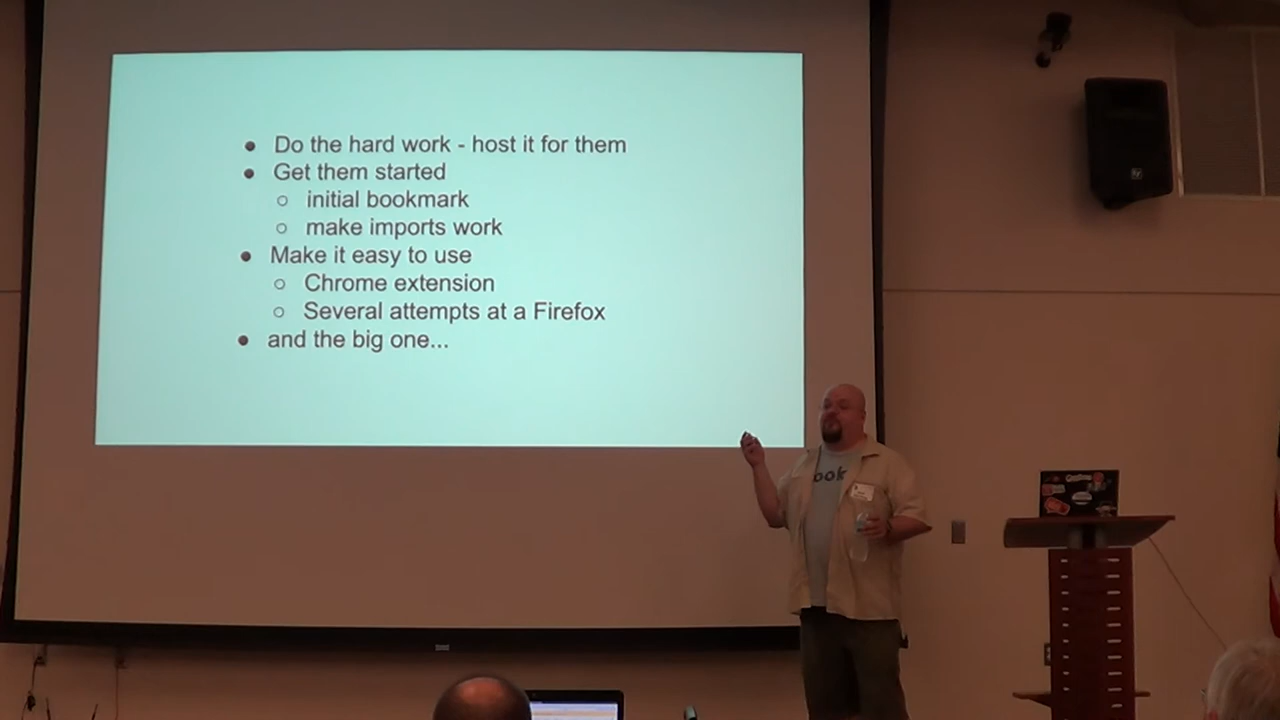 Do the hard work - host it for them
Get them started
initial bookmark
make imports work
Make it easy to use
Chrome extension
Several attempts at a Firefox
and the big one...
ook